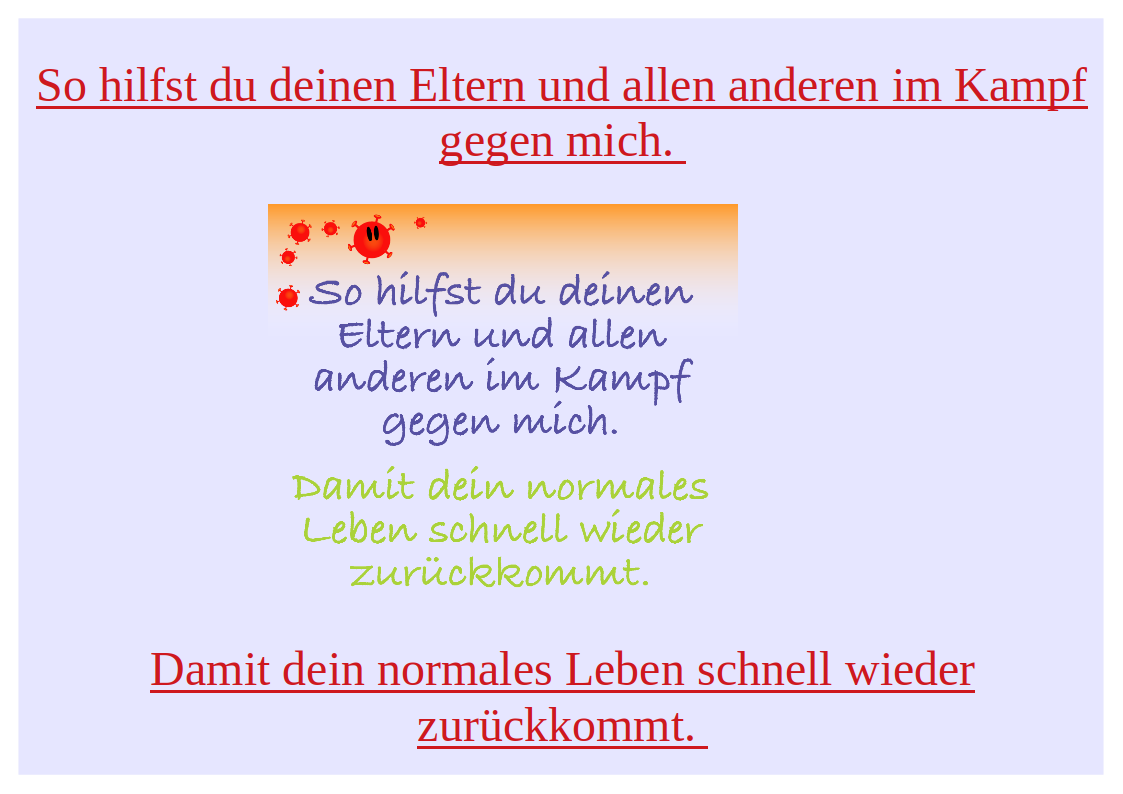 So hilfst du deinen Eltern und allen anderen im Kampf
gegen mich.
So hilfst du deinen
Eltern und allen
anderen im Kampf
gegen mich.
Damit dein normales
Leben schnell wieder
zurückkommt.
Damit dein normales Leben schnell wieder
zurückkommt.